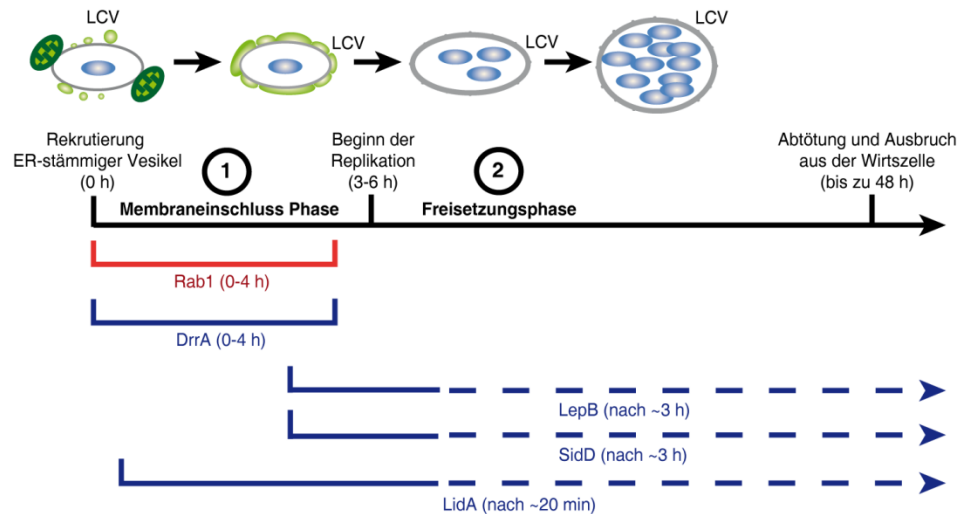 LCV
LCV
LCV
LCV
Rekrutierung
ER-stämmiger Vesikel
(0 h)
1
Beginn der
Replikation
(3-6 h)
2
Abtötung und Ausbruch
aus der Wirtszelle
(bis zu 48 h)
Membraneinschluss Phase
Freisetzungsphase
Rab1 (0-4 h)
DrrA (0-4 h)
LepB (nach ~3 h)
SidD (nach ~3 h)
LidA (nach ~20 min)